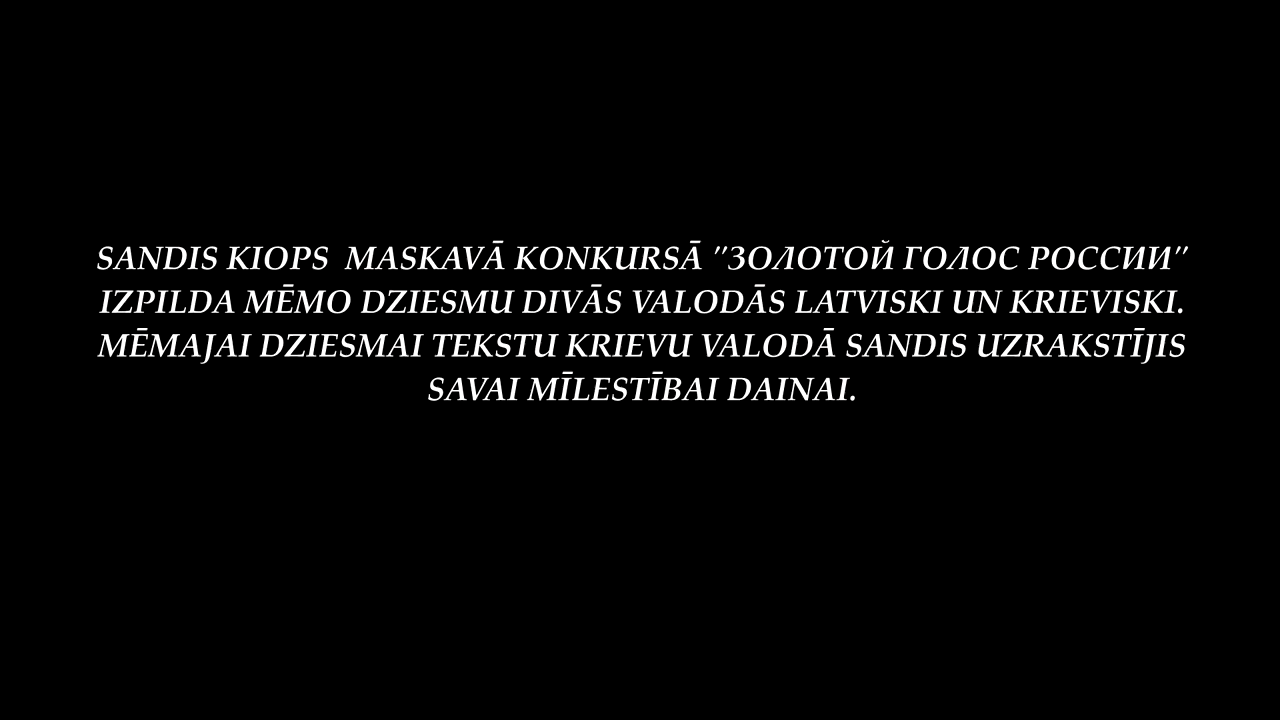 SANDIS KIOPS  MASKAVĀ KONKURSĀ "ЗОЛОТОЙ ГОЛОС РОССИИ"
IZPILDA MĒMO DZIESMU DIVĀS VALODĀS LATVISKI UN KRIEVISKI.
MĒMAJAI DZIESMAI TEKSTU KRIEVU VALODĀ SANDIS UZRAKSTĪJIS
SAVAI MĪLESTĪBAI DAINAI.